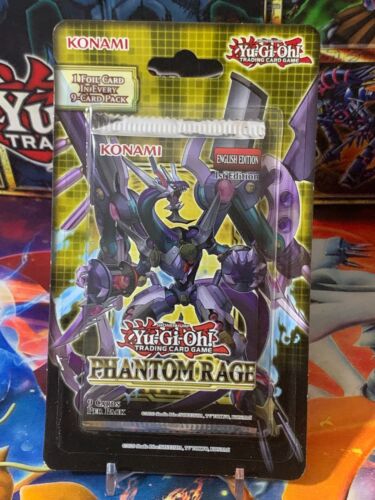 KONAMI
Yu-Gi-Oh!
TRADING CARD GAME
1 FOIL CARD
IN EVERY
9-CARD PACK
KONAMI
ENGLISH EDITION
1st Edition
Yu-Gi-Oh!
TRADING CARD GAME
PHANTOM RAGE
9 CARDS
PER PACK